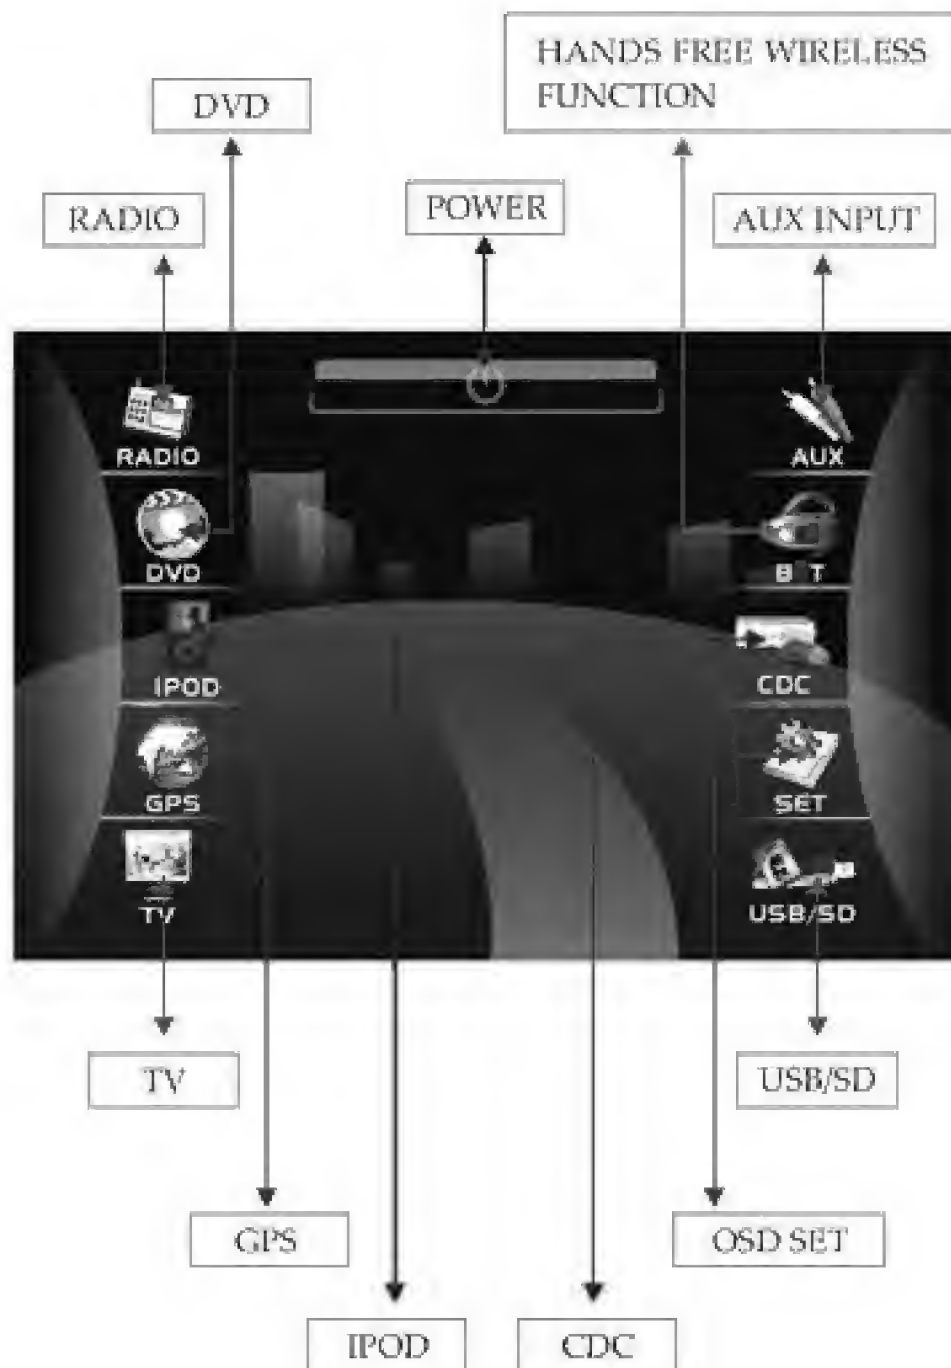 HANDS FREE WIRELESS
FUNCTION
DVD
RADIO
POWER
AUX INPUT
RADIO
AUX
DVD
B T
IPOD
CDC
GPS
SET
TV
USB/SD
TV
USB/SD
GPS
OSD SET
IPOD
CDC